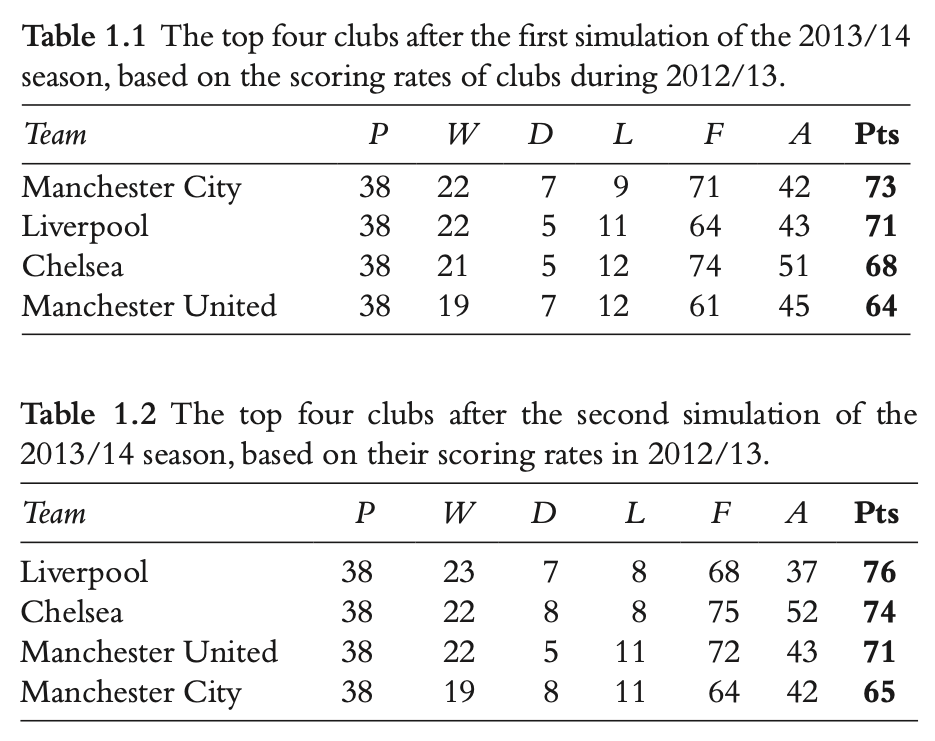 Table 1.1 The top four clubs after the first simulation of the 2013/14
season, based on the scoring rates of clubs during 2012/13.
Team P W D L F A Pts
Manchester City 38 22 7 9 71 42 73
Liverpool 38 22 5 11 64 43 71
Chelsea 38 21 5 12 74 51 68
Manchester United 38 19 7 12 61 45 64
Table 1.2 The top four clubs after the second simulation of the
2013/14 season, based on their scoring rates in 2012/13.
Team P W D L F A Pts
Liverpool 38 23 7 8 68 37 76
Chelsea 38 22 8 8 75 52 74
Manchester United 38 22 5 11 72 43 71
Manchester City 38 19 8 11 64 42 65